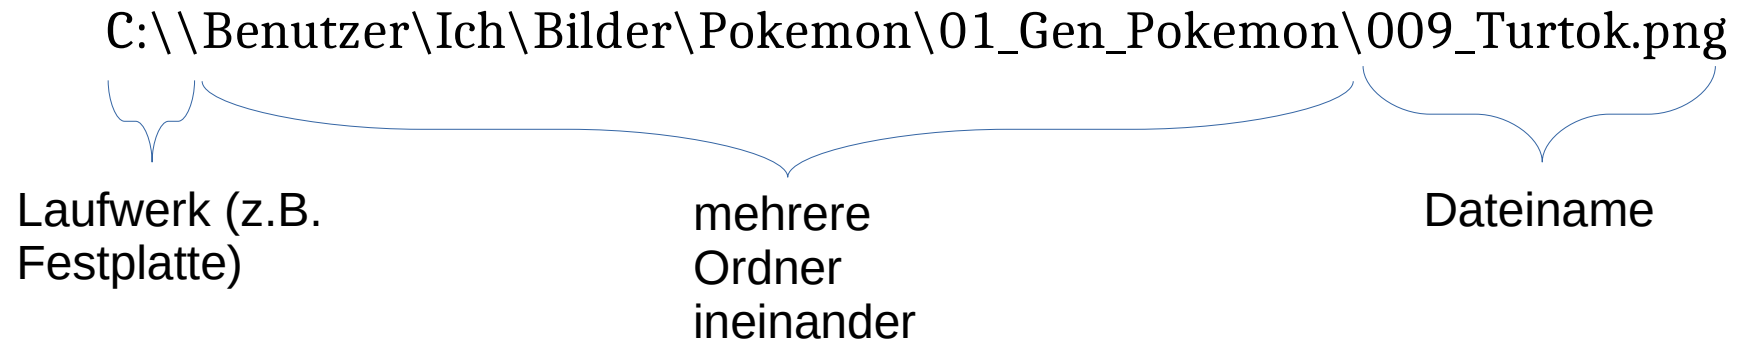 C:\\Benutzer\Ich\Bilder\Pokemon\01_Gen_Pokemon\009_Turtok.png
Laufwerk (z.B.
Festplatte)
mehrere
Ordner
ineinander
Dateiname